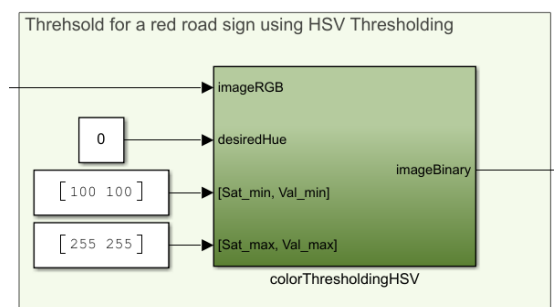 Threhsold for a red road sign using HSV Thresholding
imageRGB
0
desiredHue
imageBinary
[100 100]
[Sat_min, Val_min]
[255 255]
[Sat_max, Val_max]
colorThresholdingHSV